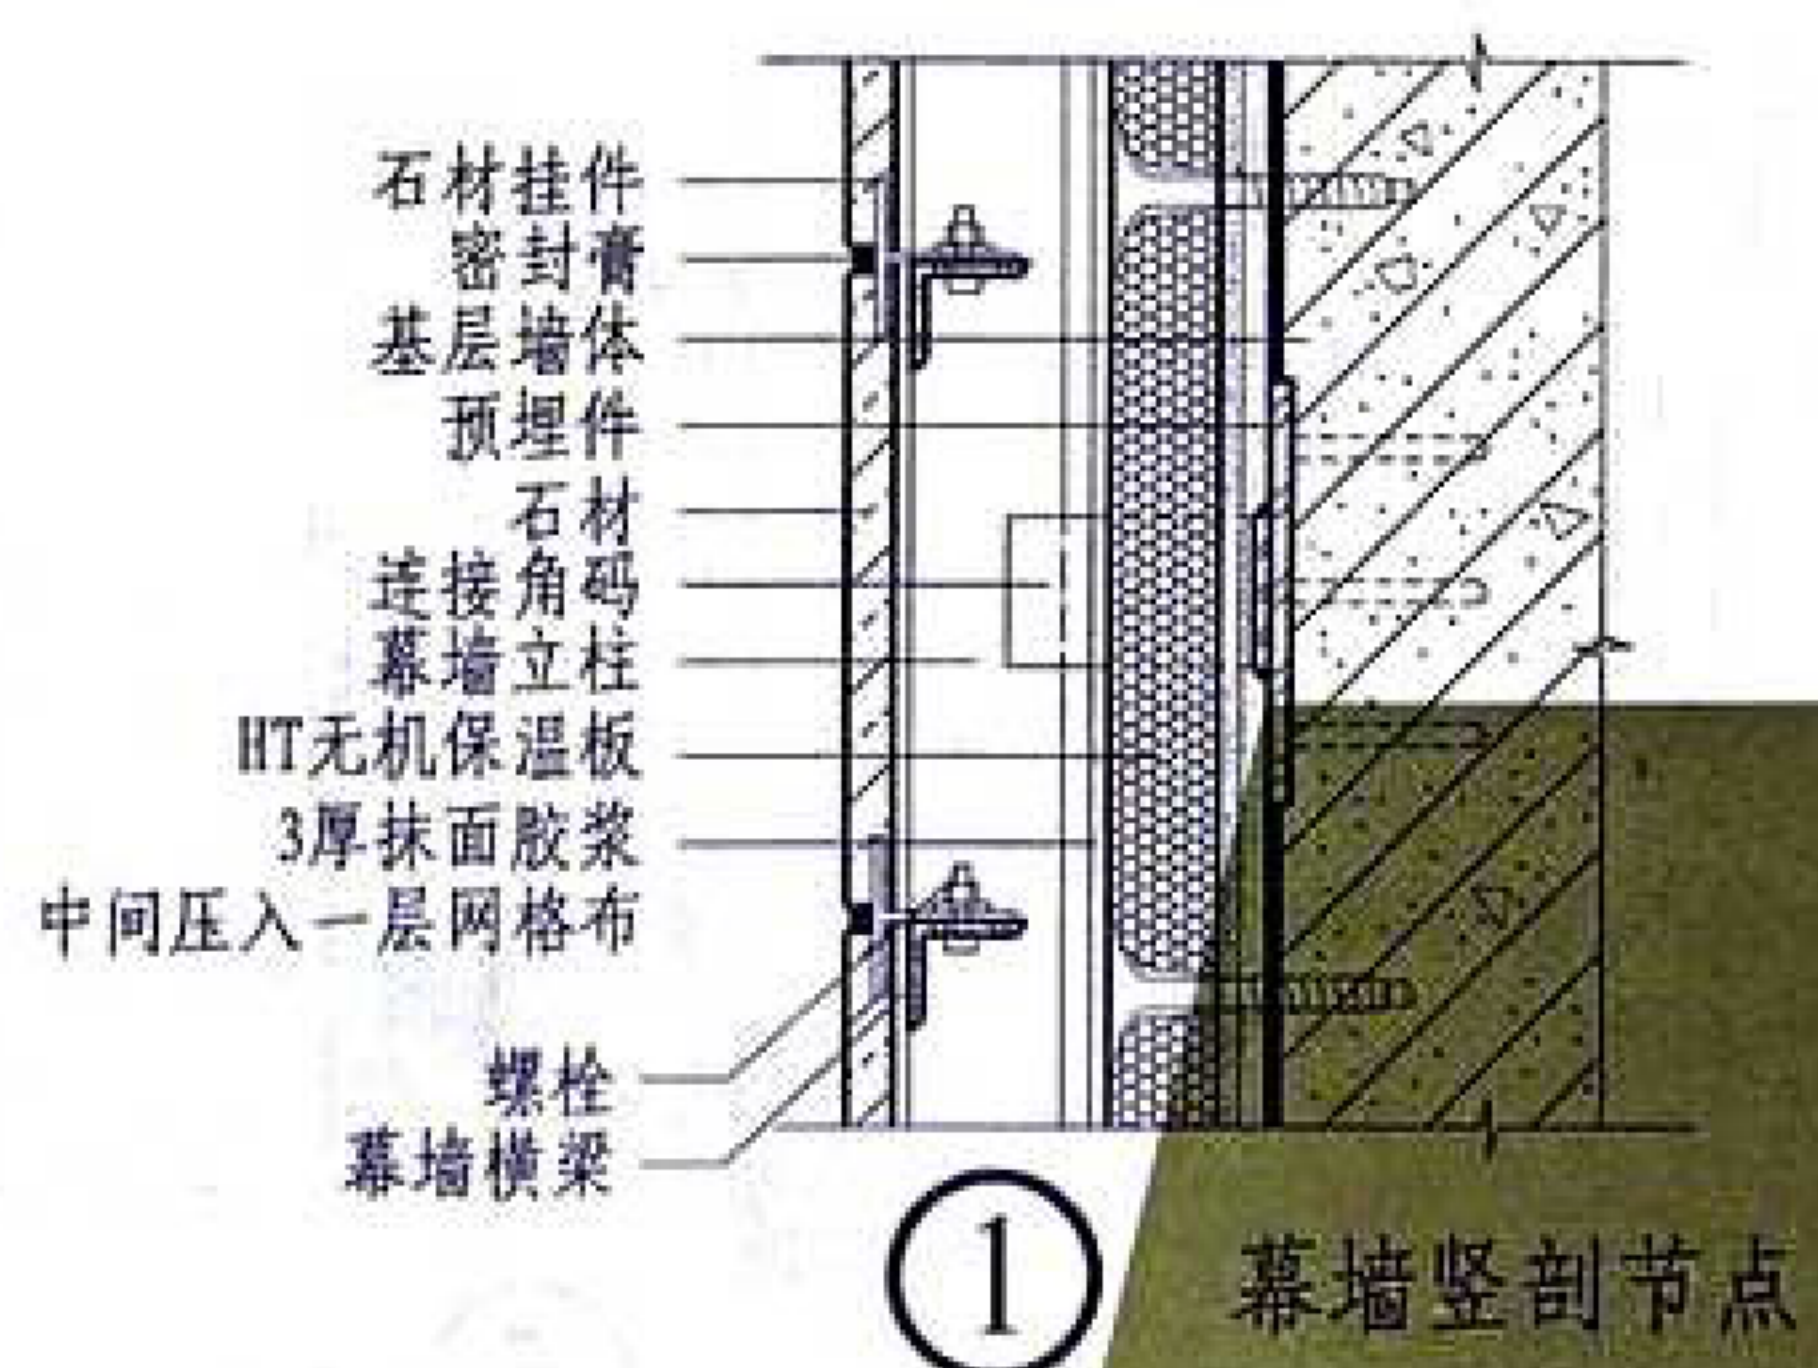 石材挂件
密封膏
基层墙体
预埋件
石材
连接角码
幕墙立柱
HT无机保温板
3厚抹面胶浆
中间压入一层网格布
螺栓
幕墙横梁
1
幕墙竖剖节点